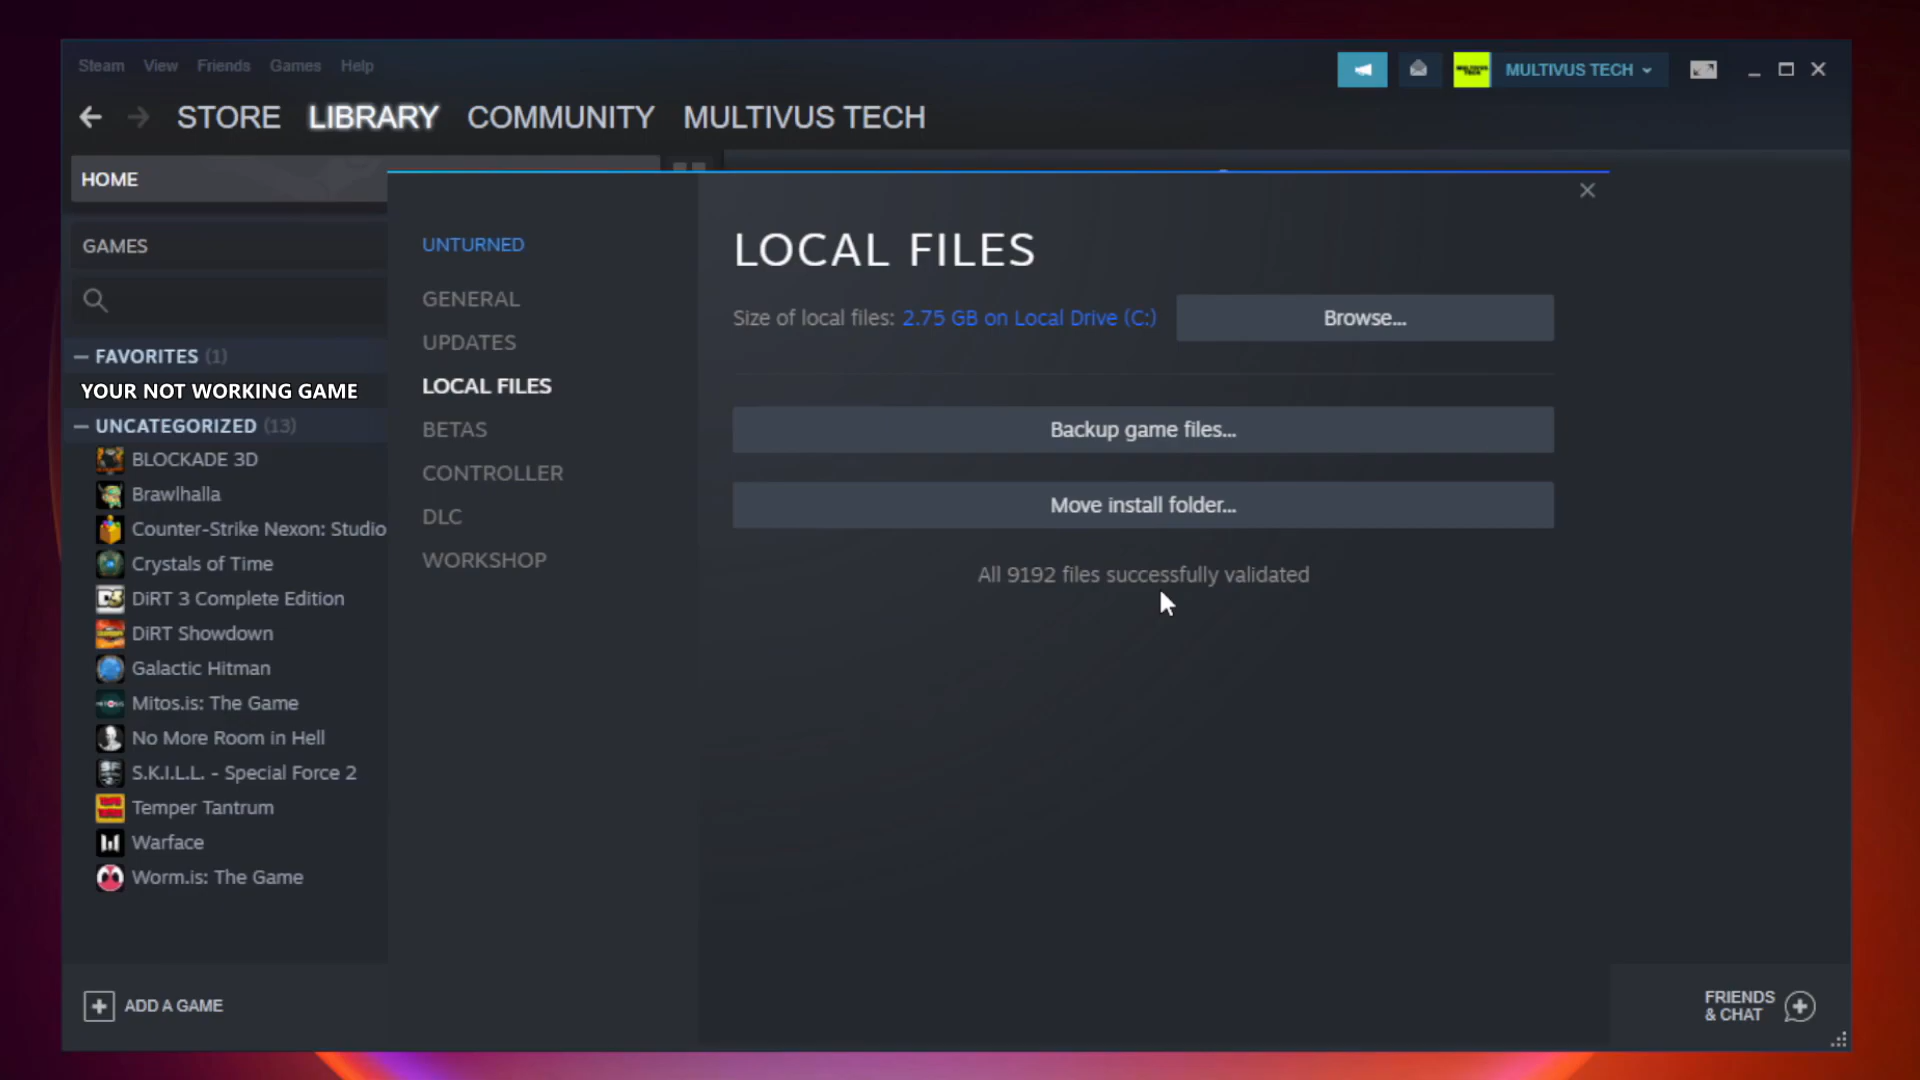 Steam View Friends Games Help
MULTIVUS TECH
STORE LIBRARY COMMUNITY MULTIVUS TECH
HOME
GAMES
FAVORITES (1)
YOUR NOT WORKING GAME
UNCATEGORIZED (13)
BLOCKADE 3D
Brawlhalla
Counter-Strike Nexon: Studio
Crystals of Time
DiRT 3 Complete Edition
DiRT Showdown
Galactic Hitman
Mitos.is: The Game
No More Room in Hell
S.K.I.L.L. - Special Force 2
Temper Tantrum
Warface
Worm.is: The Game
ADD A GAME
UNTURNED
GENERAL
UPDATES
LOCAL FILES
BETAS
CONTROLLER
DLC
WORKSHOP
LOCAL FILES
Size of local files: 2.75 GB on Local Drive (C:)
Browse...
Backup game files...
Move install folder...
All 9192 files successfully validated
FRIENDS
& CHAT